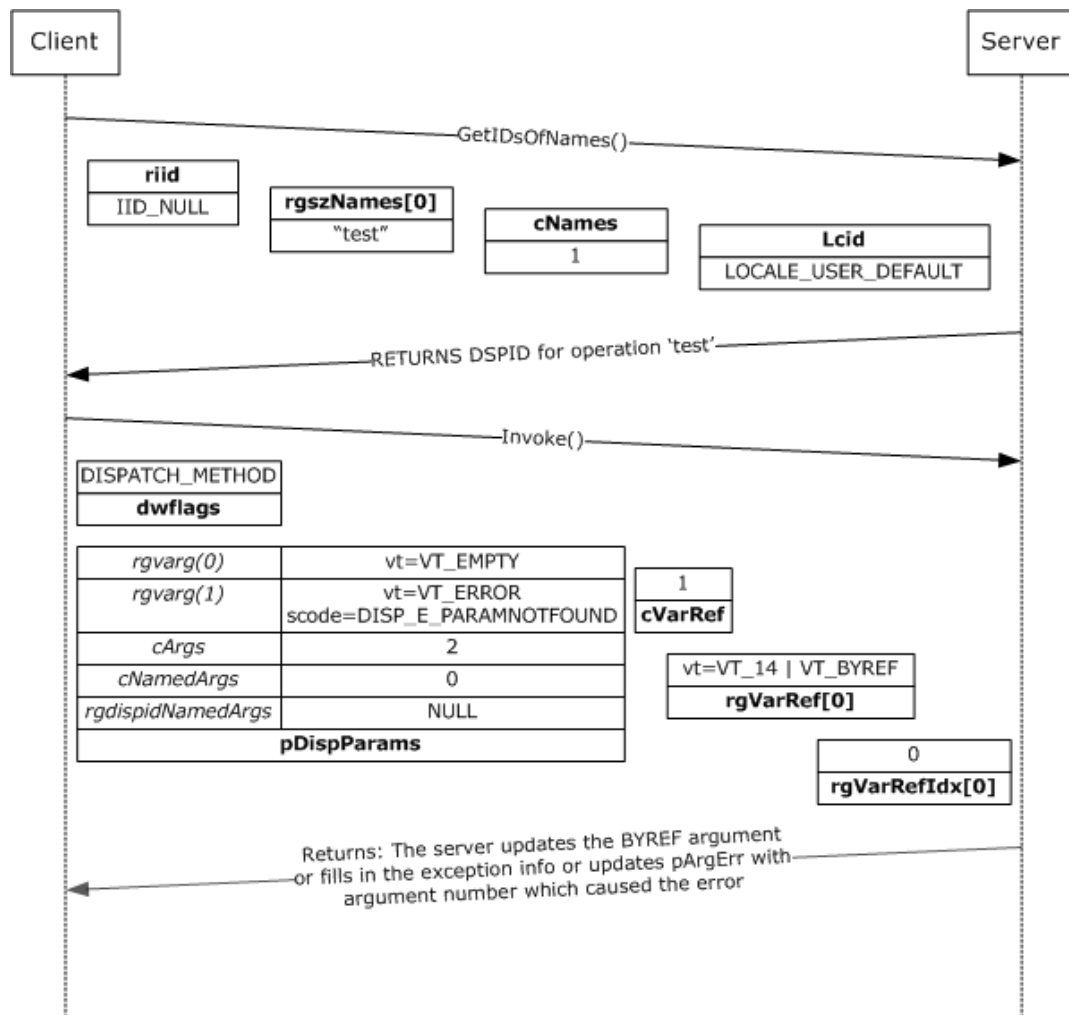 Client
Server
GetIDsOfNames()
riid
IID_NULL
rgszNames[0]
“test”
cNames
1
Lcid
LOCALE_USER_DEFAULT
RETURNS DSPID for operation ‘test’
Invoke()
DISPATCH_METHOD
dwflags
rgvarg(0) vt=VT_EMPTY
rgvarg(1) vt=VT_ERROR
scode=DISP_E_PARAMNOTFOUND
cArgs 2
cNamedArgs 0
rgdispidNamedArgs NULL
pDispParams
1
cVarRef
vt=VT_14 | VT_BYREF
rgVarRef[0]
0
rgVarRefIdx[0]
Returns: The server updates the BYREF argument
or fills in the exception info or updates pArgErr with
argument number which caused the error